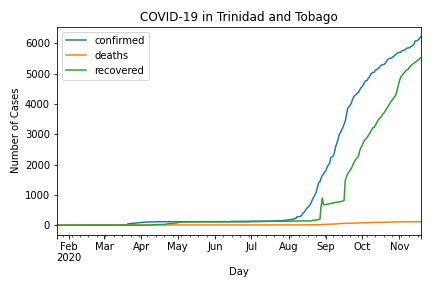 COVID-19 in Trinidad and Tobago
confirmed
deaths
recovered
6000
5000
4000
3000
2000
1000
0
Number of Cases
Feb Mar Apr May Jun Jul Aug Sep Oct Nov
2020
Day